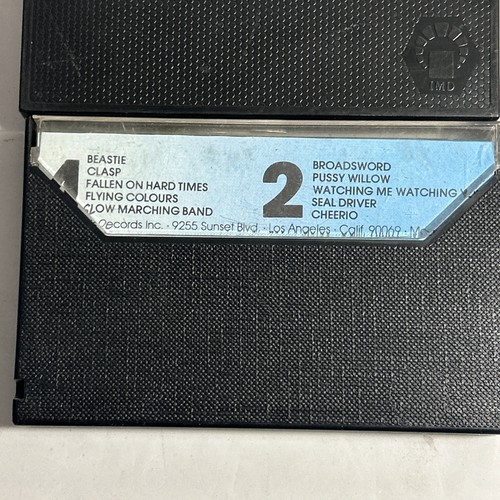 1
BEASTIE
CLASP
FALLEN ON HARD TIMES
FLYING COLOURS
SLOW MARCHING BAND
2
BROADSWORD
PUSSY WILLOW
WATCHING ME WATCHING
SEAL DRIVER
CHEERIO
Records Inc. · 9255 Sunset Blvd. · Los Angeles · Calif. 90069 ·
IMD